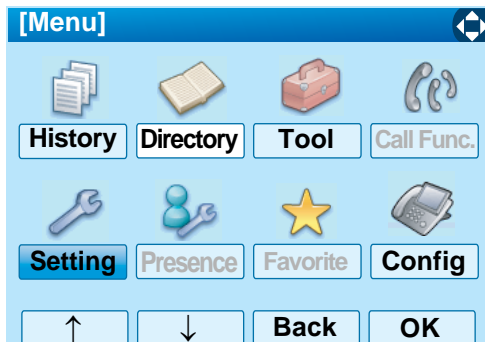 [Menu]
History Directory Tool Call Func.
Setting Presence Favorite Config
↑ ↓ Back OK